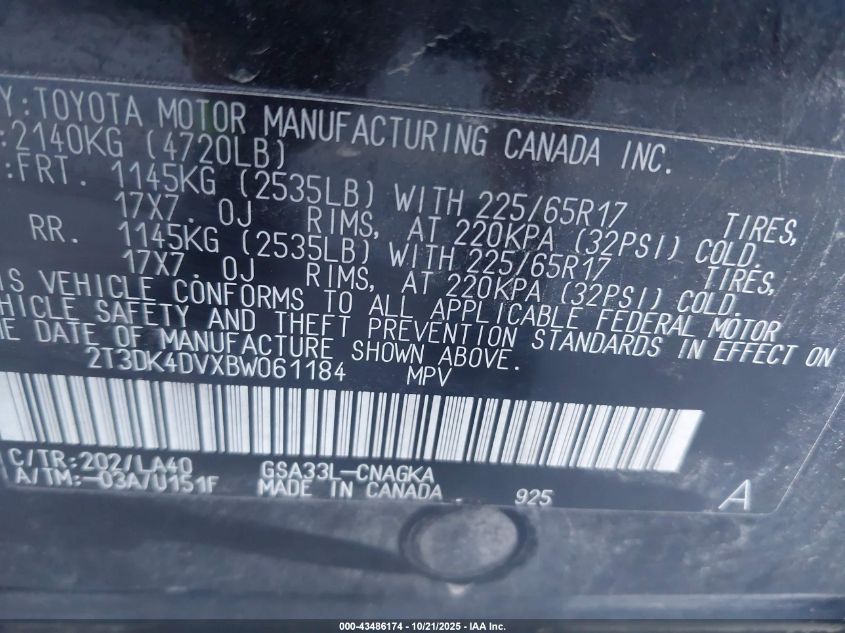 Y:TOYOTA MOTOR MANUFACTURING CANADA INC.
:2140KG (4720LB)
:FRT. 1145KG (2535LB) WITH 225/65R17 TIRES,
17X7. 0J RIMS, AT 220KPA (32PSI) COLD.
RR. 1145KG (2535LB) WITH 225/65R17 TIRES,
17X7. 0J RIMS, AT 220KPA (32PSI) COLD.
IS VEHICLE CONFORMS TO ALL APPLICABLE FEDERAL MOTOR
HICLE SAFETY AND THEFT PREVENTION STANDARDS IN EFFECT ON
HE DATE OF MANUFACTURE SHOWN ABOVE.
2T3DK4DVXBW061184 MPV
C/TR:202/LA40 GSA33L-CNAGKA
A/TM:-03A/U151F MADE IN CANADA 925 A
000-43486174 - 10/21/2025 - IAA Inc.